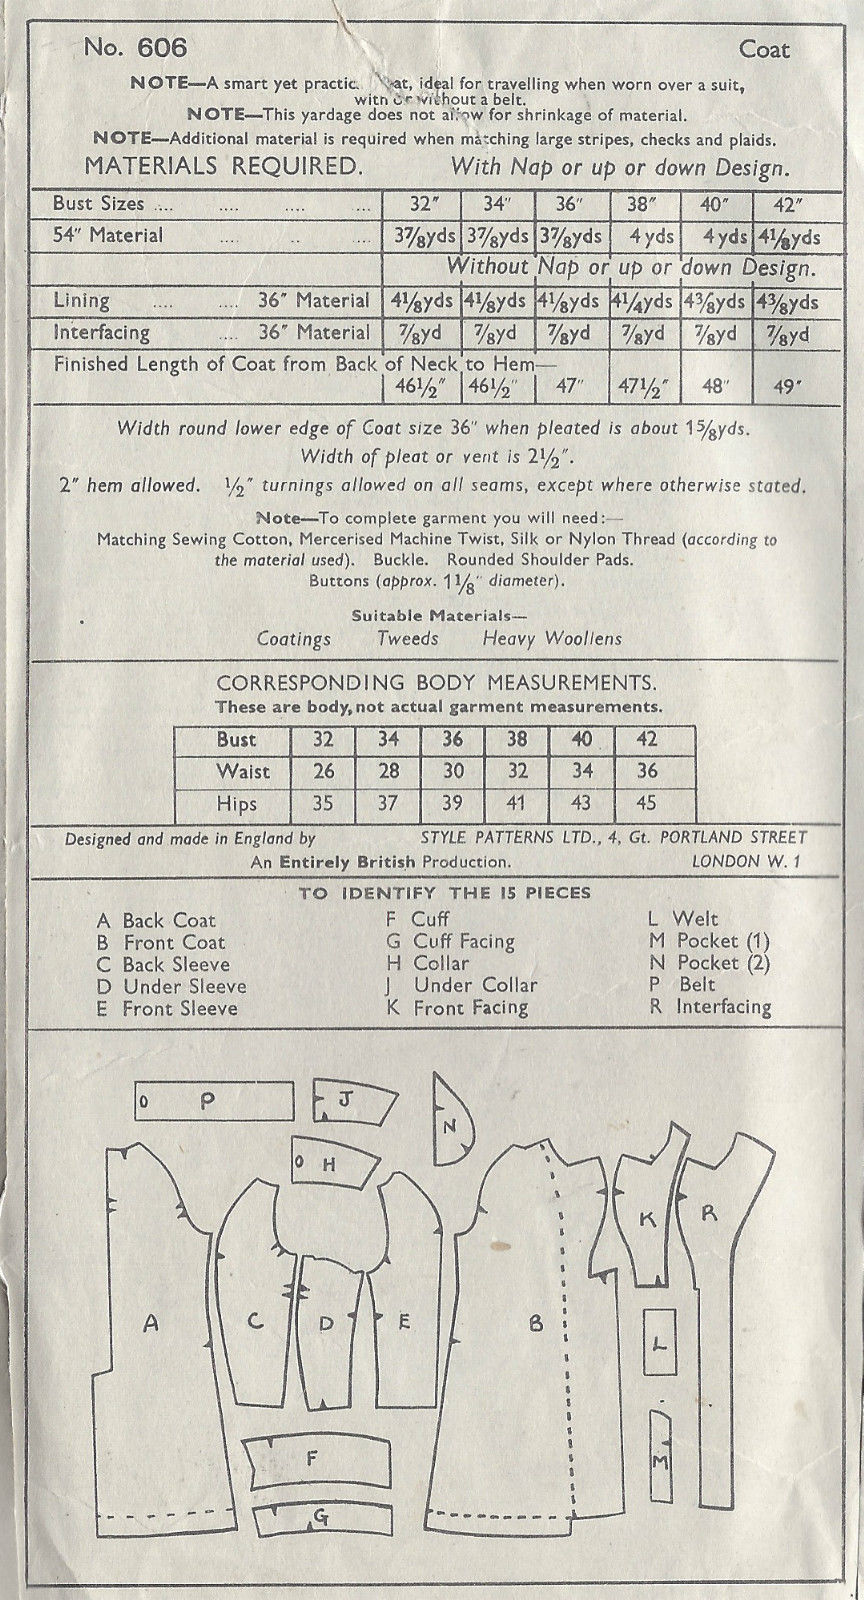 No. 606 Coat
NOTE—A smart yet practic at, ideal for travelling when worn over a suit,
with or without a belt.
NOTE—This yardage does not allow for shrinkage of material.
NOTE—Additional material is required when matching large stripes, checks and plaids.
MATERIALS REQUIRED. With Nap or up or down Design.
Bust Sizes .... .... .... .... 32″ 34″ 36″ 38″ 40″ 42″
54″ Material .... .. .... 3⅞yds 3⅞yds 3⅞yds 4 yds 4 yds 4⅛yds
Without Nap or up or down Design.
Lining .... .... 36″ Material 4⅛yds 4⅛yds 4⅛yds 4¼yds 4⅜yds 4⅜yds
Interfacing .... 36″ Material ⅞yd ⅞yd ⅞yd ⅞yd ⅞yd ⅞yd
Finished Length of Coat from Back of Neck to Hem—
46½″ 46½″ 47″ 47½″ 48″ 49″
Width round lower edge of Coat size 36″ when pleated is about 1⅝yds.
Width of pleat or vent is 2½″.
2″ hem allowed. ½″ turnings allowed on all seams, except where otherwise stated.
Note—To complete garment you will need:—
Matching Sewing Cotton, Mercerised Machine Twist, Silk or Nylon Thread (according to
the material used). Buckle. Rounded Shoulder Pads.
Buttons (approx. 1⅛″ diameter).
Suitable Materials—
Coatings Tweeds Heavy Woollens
CORRESPONDING BODY MEASUREMENTS.
These are body, not actual garment measurements.
Bust 32 34 36 38 40 42
Waist 26 28 30 32 34 36
Hips 35 37 39 41 43 45
Designed and made in England by STYLE PATTERNS LTD., 4, Gt. PORTLAND STREET
An Entirely British Production. LONDON W. 1
TO IDENTIFY THE 15 PIECES
A Back Coat F Cuff L Welt
B Front Coat G Cuff Facing M Pocket (1)
C Back Sleeve H Collar N Pocket (2)
D Under Sleeve J Under Collar P Belt
E Front Sleeve K Front Facing R Interfacing
P J N
H
K R
A C D E B L
F M
G